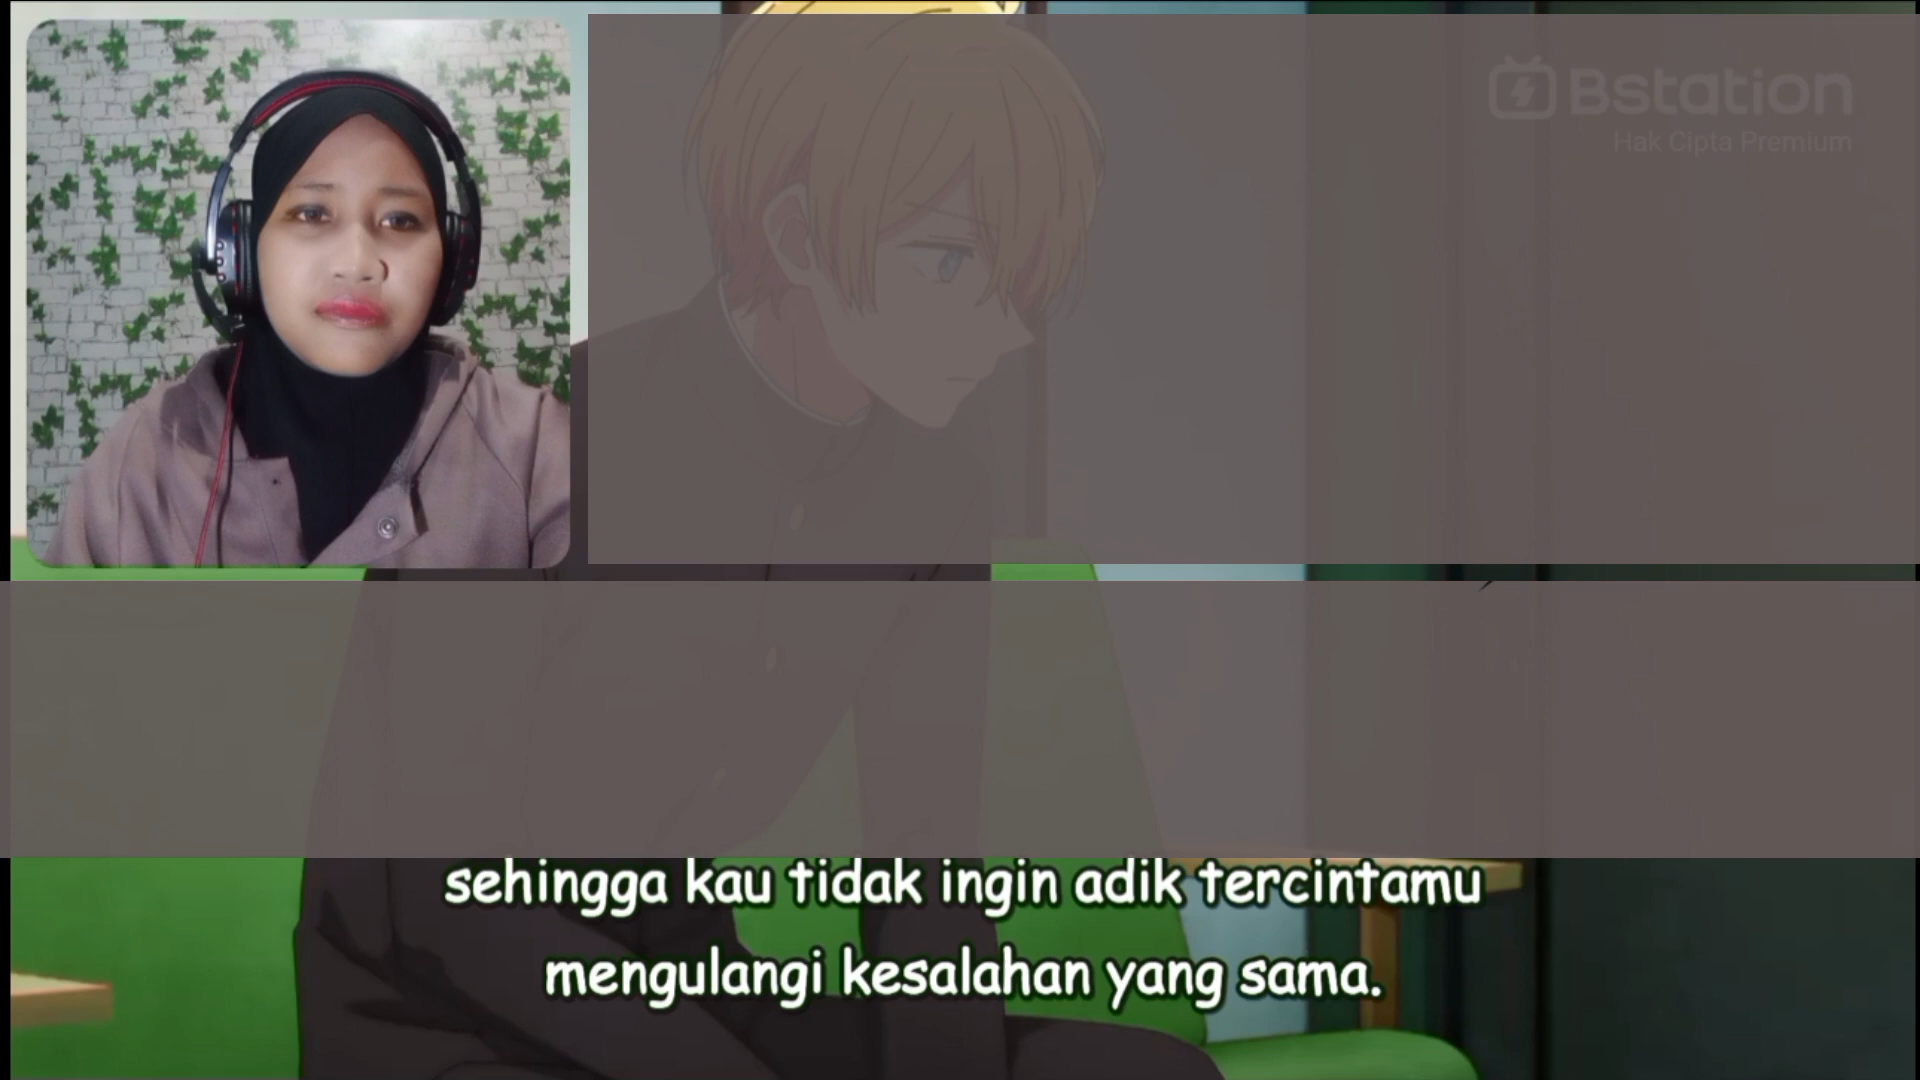 Bstation
Hak Cipta Premium
sehingga kau tidak ingin adik tercintamu
mengulangi kesalahan yang sama.